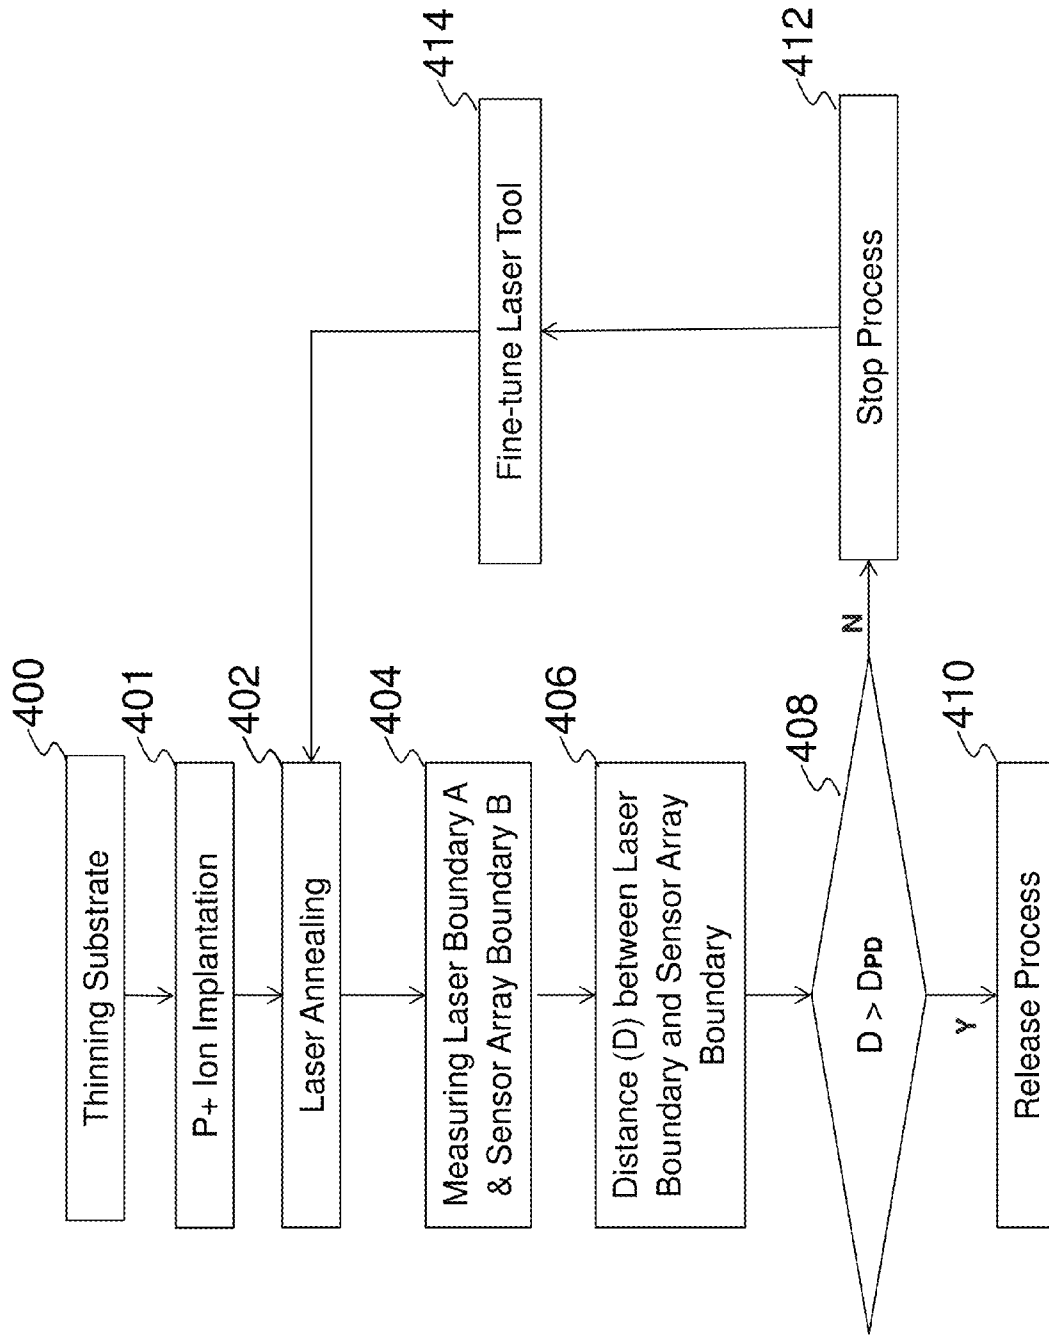 400
Thinning Substrate
401
P+ Ion Implantation
402
Laser Annealing
404
Measuring Laser Boundary A
& Sensor Array Boundary B
406
Distance (D) between Laser
Boundary and Sensor Array
Boundary
408
D > DPD
N
Y
410
Release Process
412
Stop Process
414
Fine-tune Laser Tool